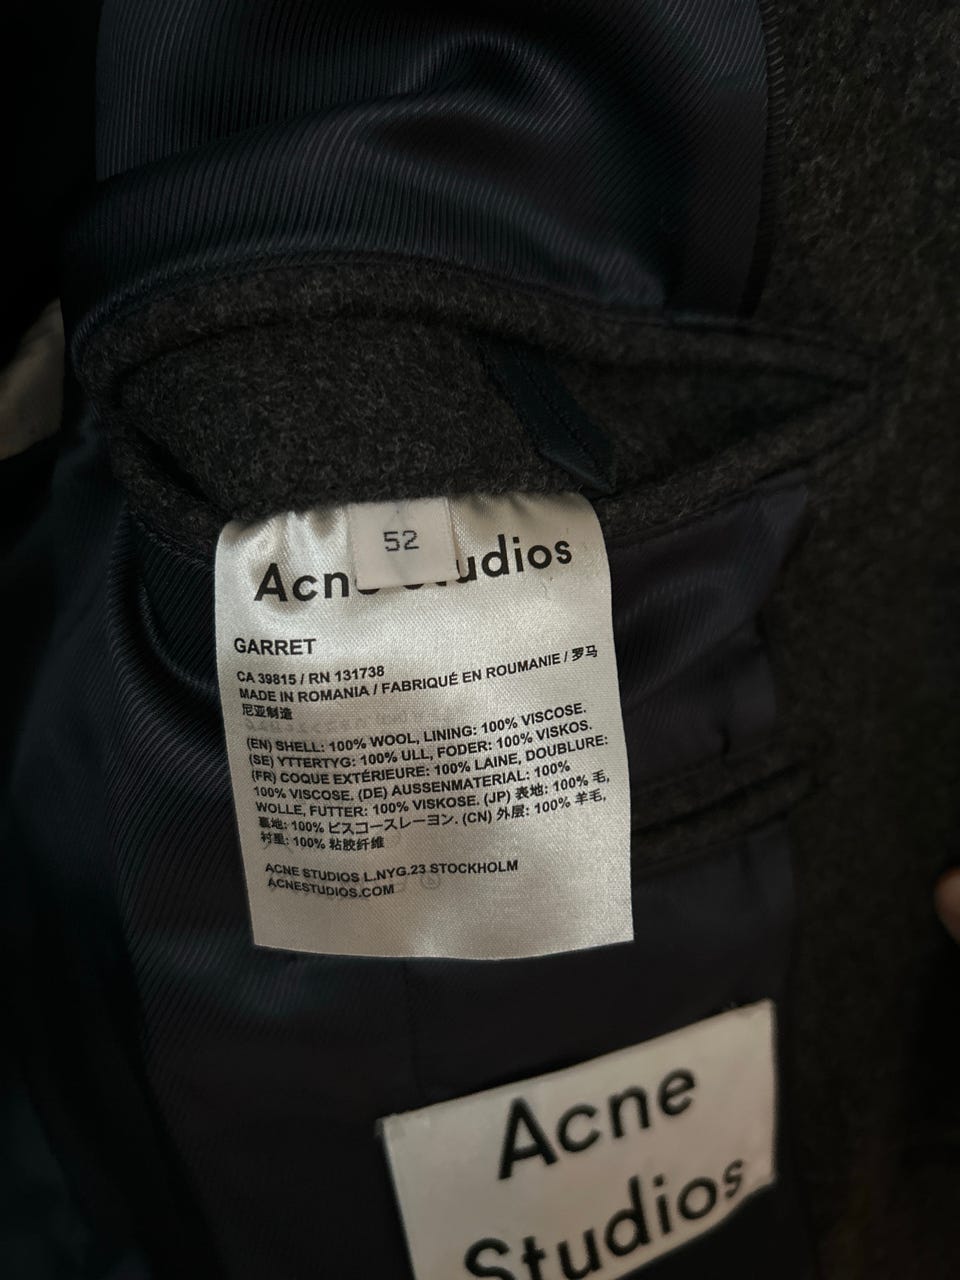 52
Acn Studios
GARRET
CA 39815 / RN 131738
MADE IN ROMANIA / FABRIQUÉ EN ROUMANIE / 罗马
尼亚制造
(EN) SHELL: 100% WOOL, LINING: 100% VISCOSE.
(SE) YTTERTYG: 100% ULL, FODER: 100% VISKOS.
(FR) COQUE EXTÉRIEURE: 100% LAINE, DOUBLURE:
100% VISCOSE. (DE) AUSSENMATERIAL: 100%
WOLLE, FUTTER: 100% VISKOSE. (JP) 表地: 100% 毛,
裏地: 100% ビスコースレーヨン. (CN) 外层: 100% 羊毛,
衬里: 100% 粘胶纤维
ACNE STUDIOS L.NYG.23 STOCKHOLM
ACNESTUDIOS.COM
Acne
Studios